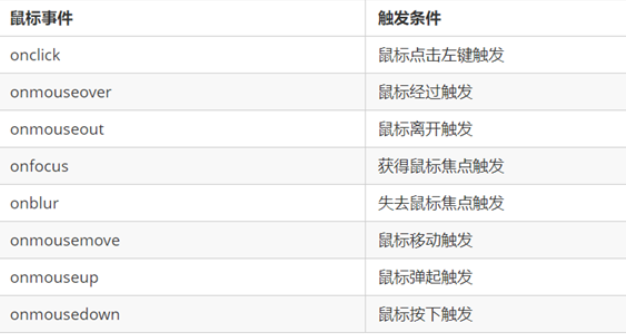 鼠标事件 触发条件
onclick 鼠标点击左键触发
onmouseover 鼠标经过触发
onmouseout 鼠标离开触发
onfocus 获得鼠标焦点触发
onblur 失去鼠标焦点触发
onmousemove 鼠标移动触发
onmouseup 鼠标弹起触发
onmousedown 鼠标按下触发